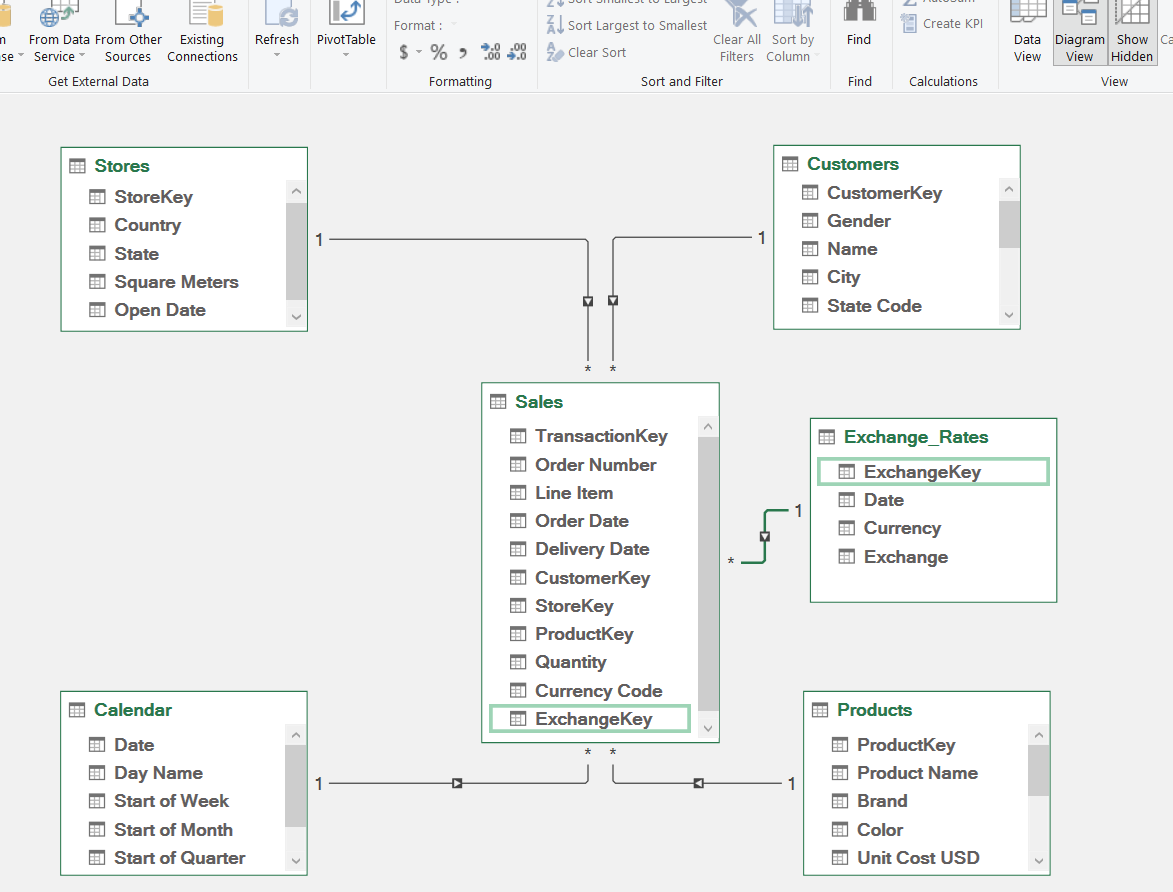 Data Type :
Sort Smallest to Largest
AutoSum
Format :
Sort Largest to Smallest
Create KPI
From Data Service
From Other Sources
Existing Connections
Refresh
PivotTable
$ % , .00 .00
Clear Sort
Clear All Filters
Sort by Column
Find
Data View
Diagram View
Show Hidden
Get External Data
Formatting
Sort and Filter
Find
Calculations
View
Stores
StoreKey
Country
State
Square Meters
Open Date
1
Customers
CustomerKey
Gender
Name
City
State Code
1
*
*
Sales
TransactionKey
Order Number
Line Item
Order Date
Delivery Date
CustomerKey
StoreKey
ProductKey
Quantity
Currency Code
ExchangeKey
Exchange_Rates
ExchangeKey
Date
Currency
Exchange
1
*
Calendar
Date
Day Name
Start of Week
Start of Month
Start of Quarter
1
*
*
1
Products
ProductKey
Product Name
Brand
Color
Unit Cost USD